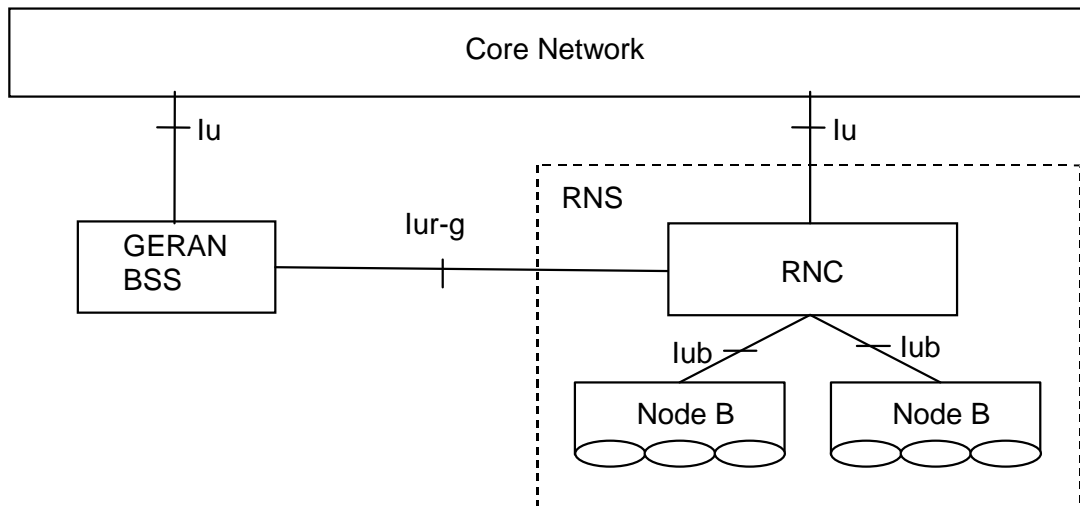 Core Network
Iu
Iu
RNS
Iur-g
GERAN
BSS
RNC
Iub
Iub
Node B
Node B